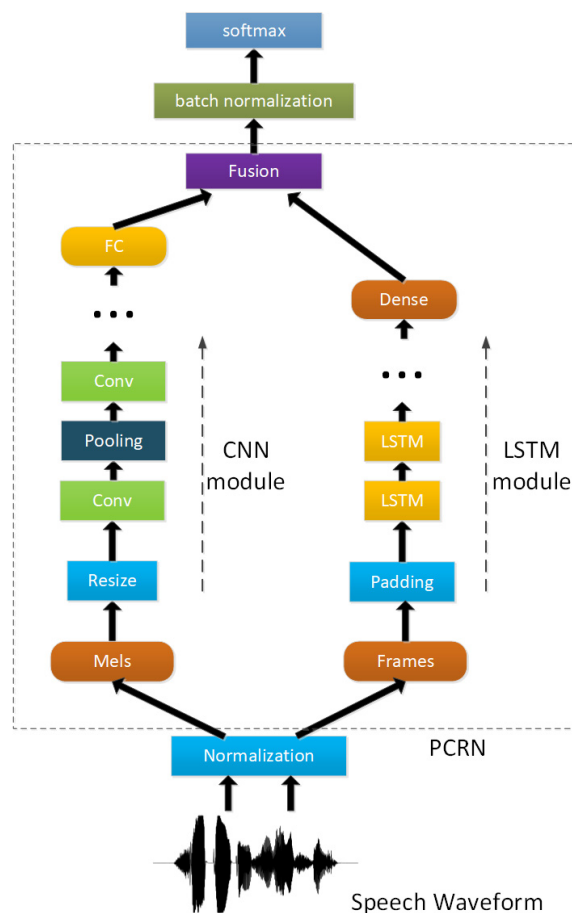 softmax
batch normalization
Fusion
FC
Dense
...
...
Conv
Pooling
Conv
CNN
module
LSTM
LSTM
LSTM
module
Resize
Padding
Mels
Frames
Normalization
PCRN
Speech Waveform